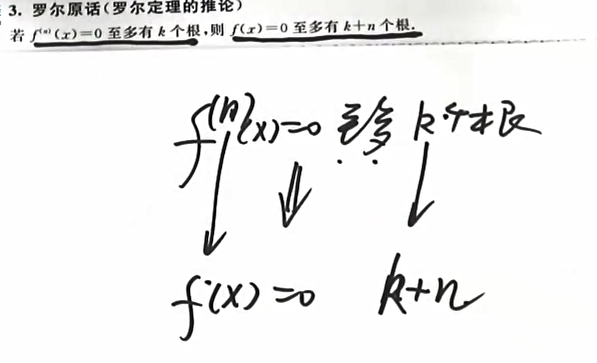 3. 罗尔原话(罗尔定理的推论)
若 f⁽ⁿ⁾(x)=0 至多有 k 个根,则 f(x)=0 至多有 k+n 个根.
f⁽ⁿ⁾(x)=0 至多 k个根
f(x)=0 k+n